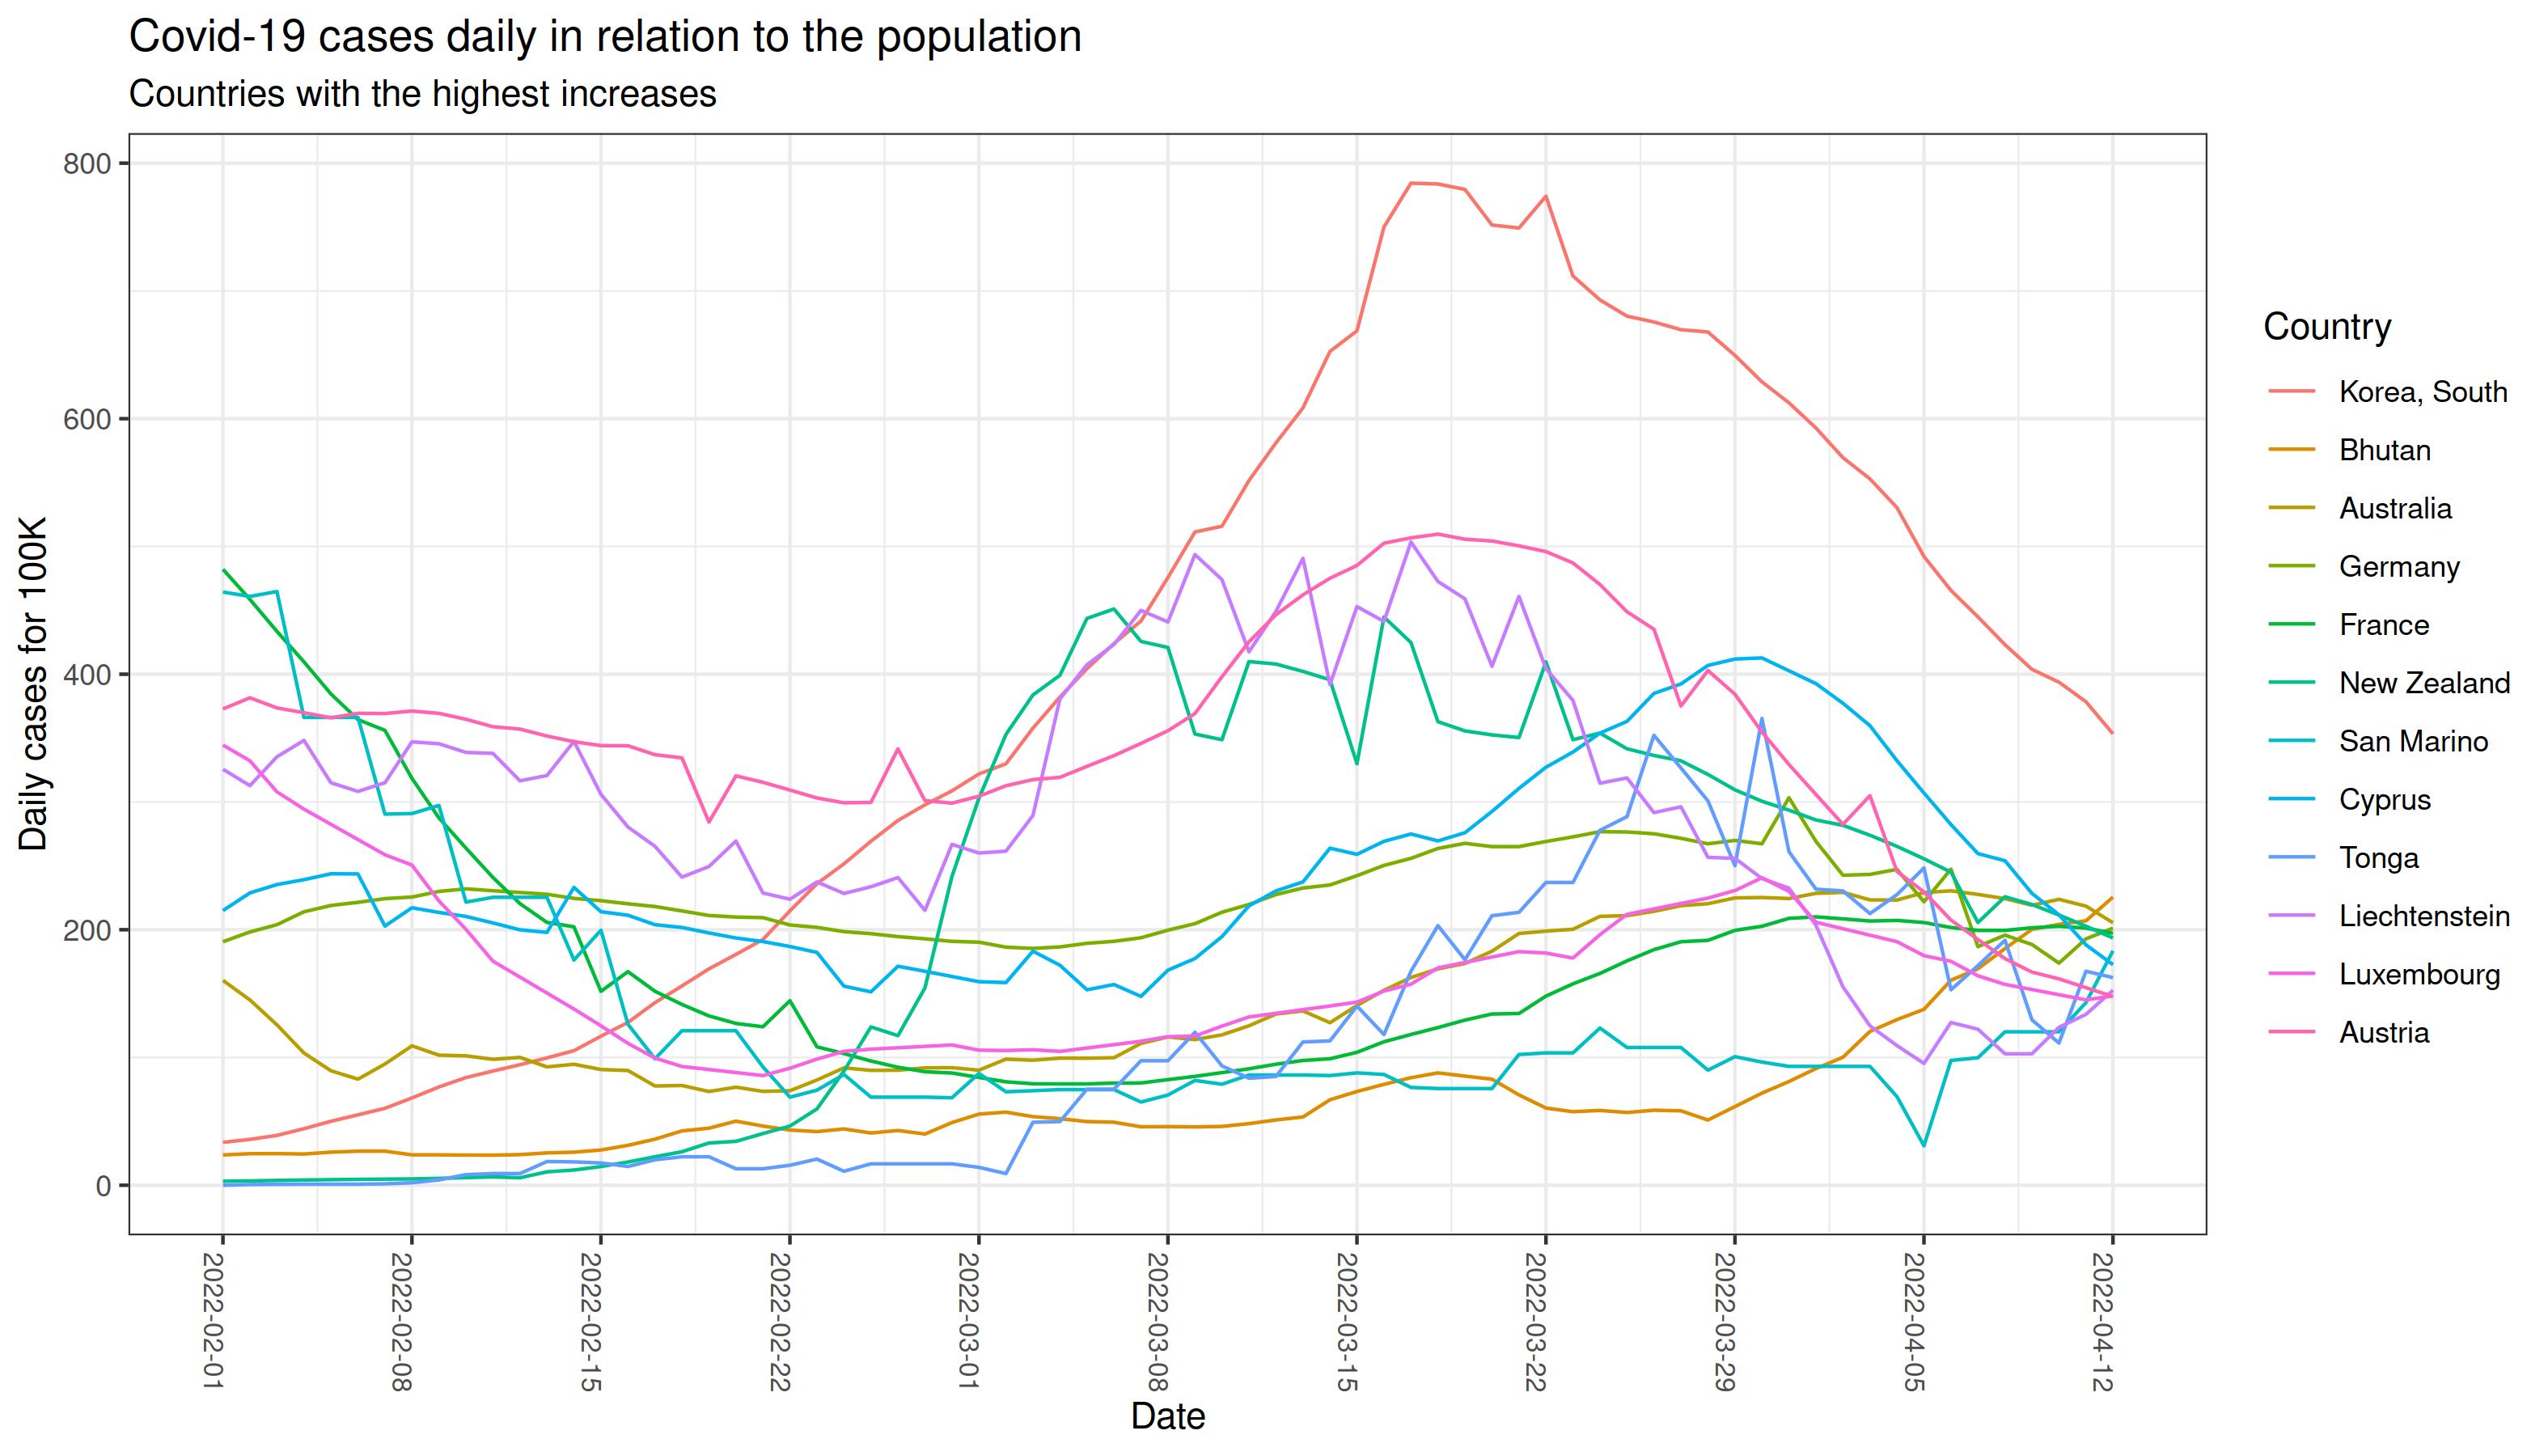 Covid-19 cases daily in relation to the population
Countries with the highest increases
Daily cases for 100K
800
600
400
200
0
2022-02-01
2022-02-08
2022-02-15
2022-02-22
2022-03-01
2022-03-08
2022-03-15
2022-03-22
2022-03-29
2022-04-05
2022-04-12
Date
Country
Korea, South
Bhutan
Australia
Germany
France
New Zealand
San Marino
Cyprus
Tonga
Liechtenstein
Luxembourg
Austria